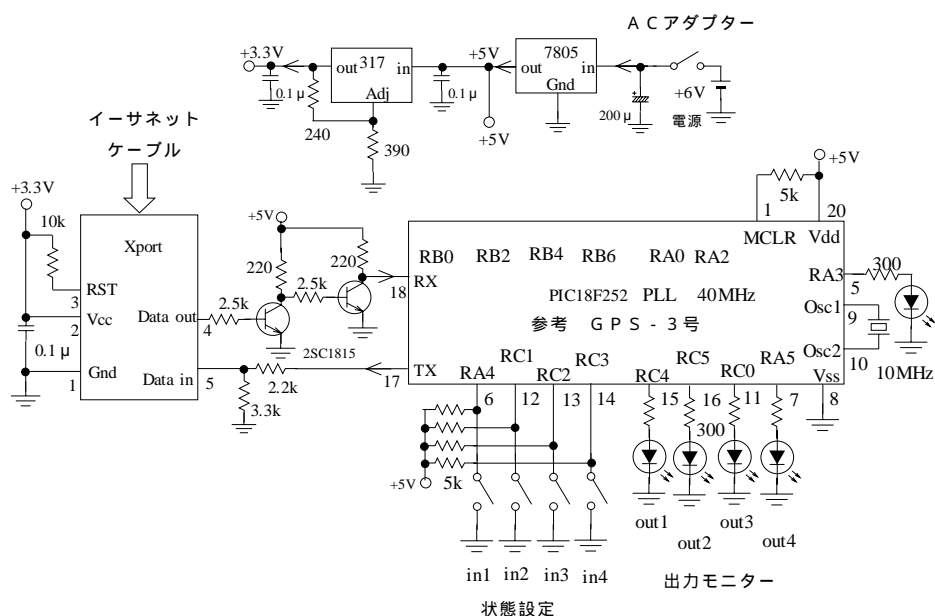 ＡＣアダプター
+3.3V
out
317
in
Adj
0.1μ
240
390
0.1μ
+5V
+5V
7805
out
in
Gnd
200μ
+
+6V
電源
イーサネット
ケーブル
+3.3V
10k
Xport
RST
3
Vcc
2
0.1μ
Gnd
1
Data out
4
Data in
5
2.5k
+5V
220
2.5k
220
2SC1815
2.2k
3.3k
18
RX
17
TX
RB0
RB2
RB4
RB6
RA0
RA2
PIC18F252 PLL 40MHz
参考 ＧＰＳ-３号
+5V
5k
1
20
MCLR
Vdd
RA3
5
300
Osc1
9
Osc2
10
10MHz
Vss
8
RA4
6
RC1
12
RC2
13
RC3
14
RC4
15
RC5
16
RC0
11
RA5
7
300
+5V
5k
in1
in2
in3
in4
状態設定
out1
out2
out3
out4
出力モニター